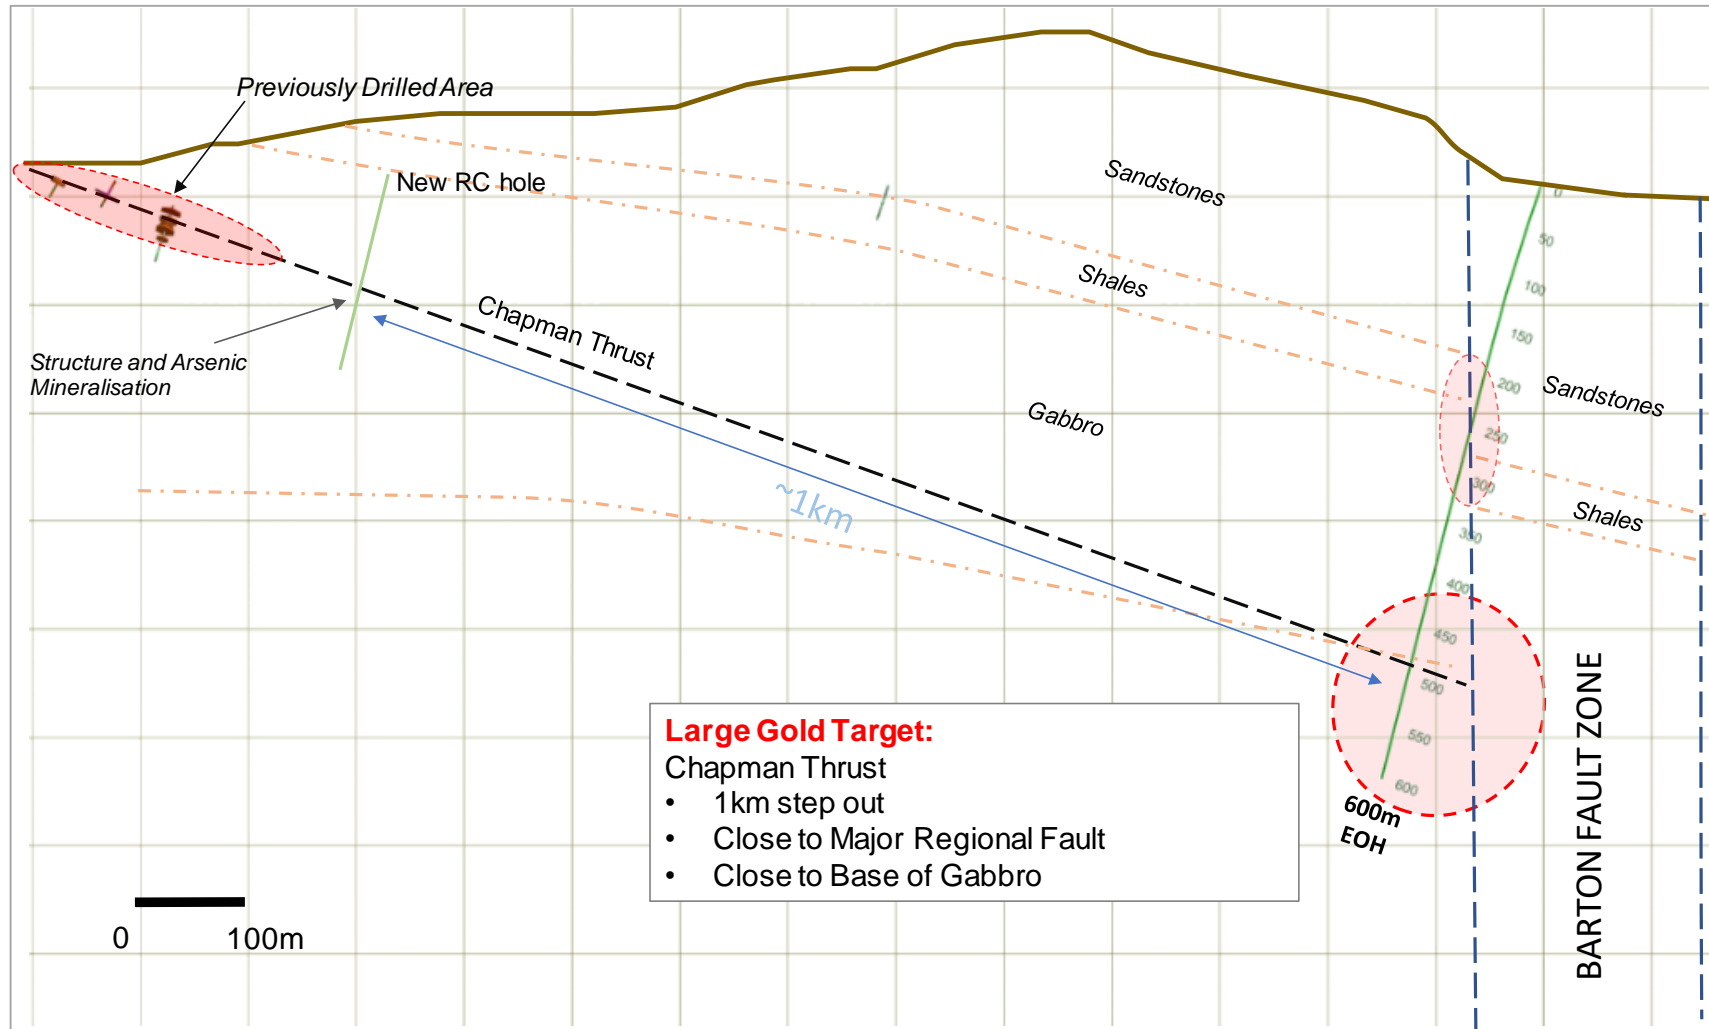 Previously Drilled Area
New RC hole
Sandstones
0
50
Shales
100
Chapman Thrust
150
Structure and Arsenic
Mineralisation
200
Sandstones
Gabbro
250
300
~1km
Shales
350
400
450
500
550
600
Large Gold Target:
Chapman Thrust
• 1km step out
• Close to Major Regional Fault
• Close to Base of Gabbro
600m
EOH
BARTON FAULT ZONE
0 100m